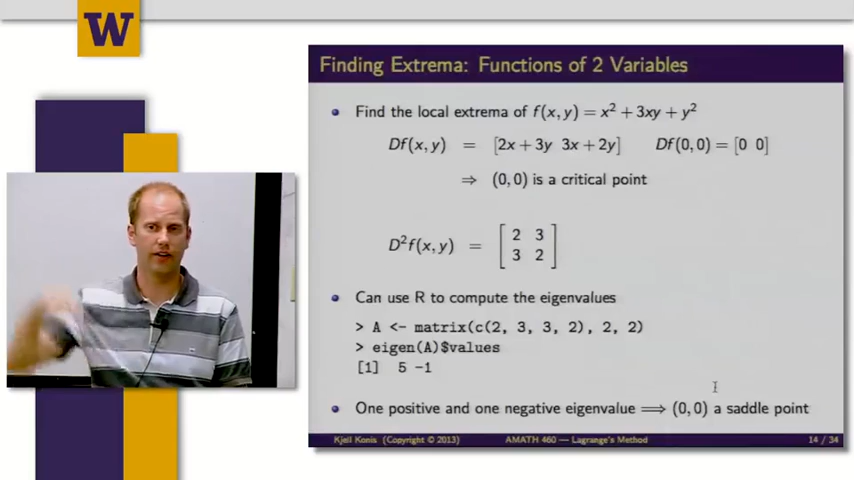 W
Finding Extrema: Functions of 2 Variables
Find the local extrema of f(x, y) = x² + 3xy + y²
Df(x, y) = [2x + 3y 3x + 2y] Df(0, 0) = [0 0]
⇒ (0, 0) is a critical point
D²f(x, y) = [2 3
3 2]
Can use R to compute the eigenvalues
> A <- matrix(c(2, 3, 3, 2), 2, 2)
> eigen(A)$values
[1] 5 -1
One positive and one negative eigenvalue ⟹ (0, 0) a saddle point
Kjell Konis (Copyright © 2013) AMATH 460 — Lagrange's Method 14 / 34